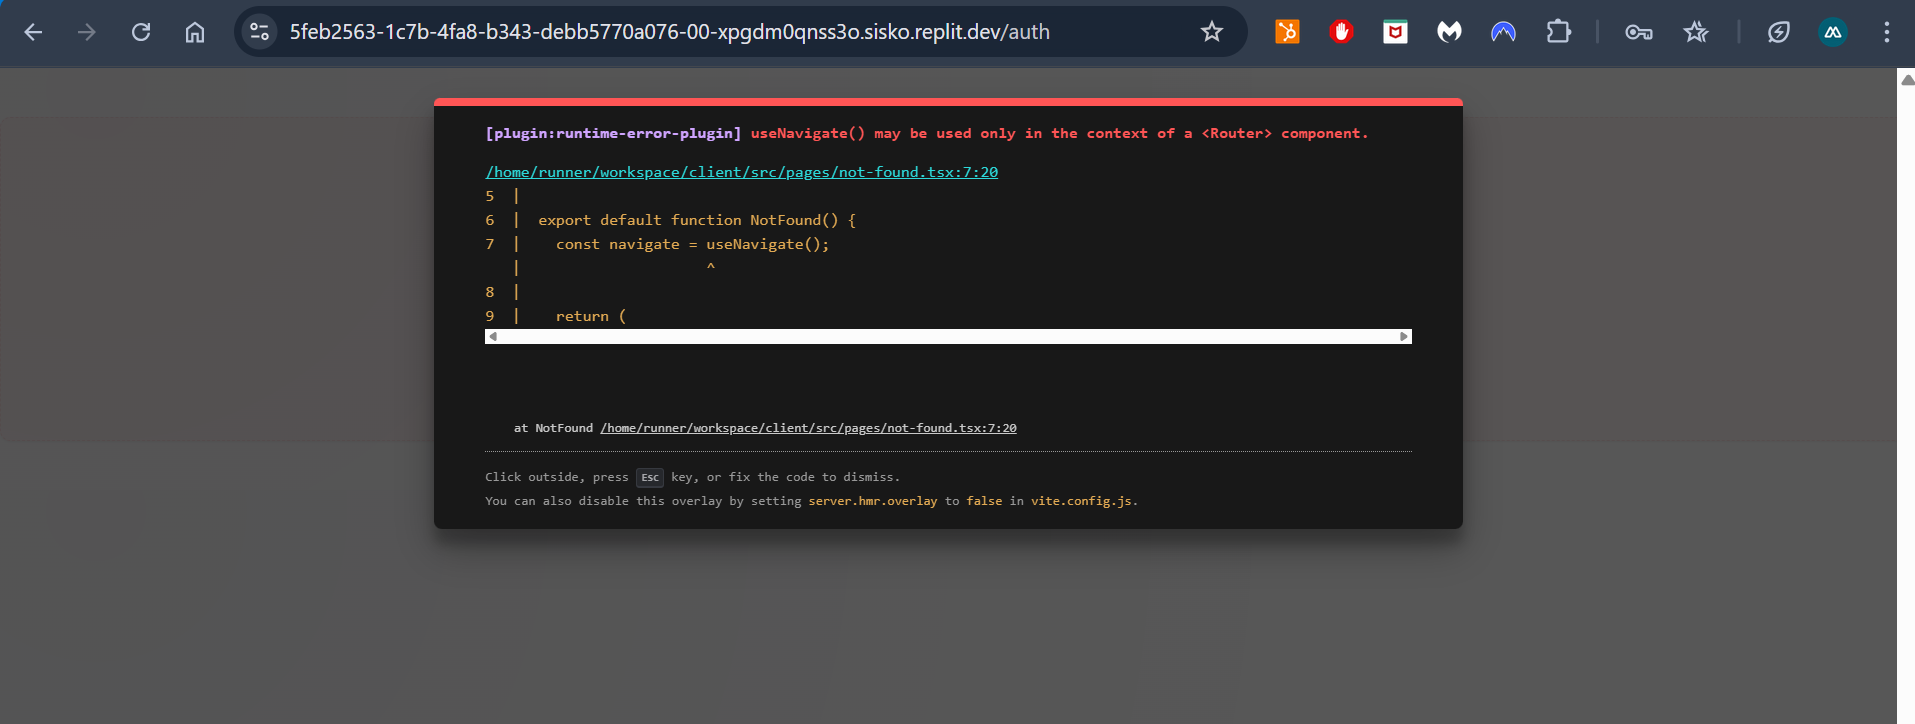 5feb2563-1c7b-4fa8-b343-debb5770a076-00-xpgdm0qnss3o.sisko.replit.dev/auth
[plugin:runtime-error-plugin] useNavigate() may be used only in the context of a <Router> component.
/home/runner/workspace/client/src/pages/not-found.tsx:7:20
5  |
6  |  export default function NotFound() {
7  |    const navigate = useNavigate();
   |                     ^
8  |
9  |    return (
at NotFound /home/runner/workspace/client/src/pages/not-found.tsx:7:20
Click outside, press Esc key, or fix the code to dismiss.
You can also disable this overlay by setting server.hmr.overlay to false in vite.config.js.